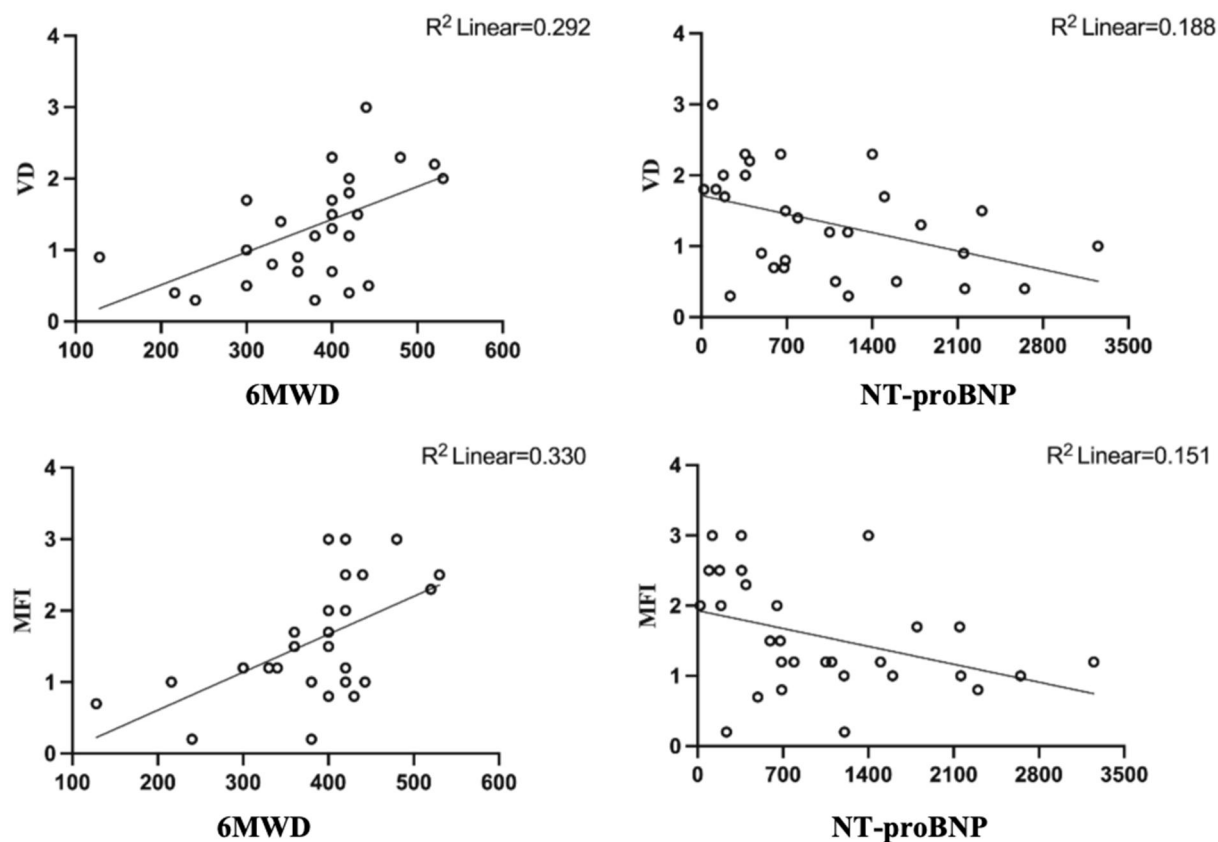 R² Linear=0.292
4
3
2
1
0
VD
100 200 300 400 500 600
6MWD
R² Linear=0.188
4
3
2
1
0
VD
0 700 1400 2100 2800 3500
NT-proBNP
R² Linear=0.330
4
3
2
1
0
MFI
100 200 300 400 500 600
6MWD
R² Linear=0.151
4
3
2
1
0
MFI
0 700 1400 2100 2800 3500
NT-proBNP